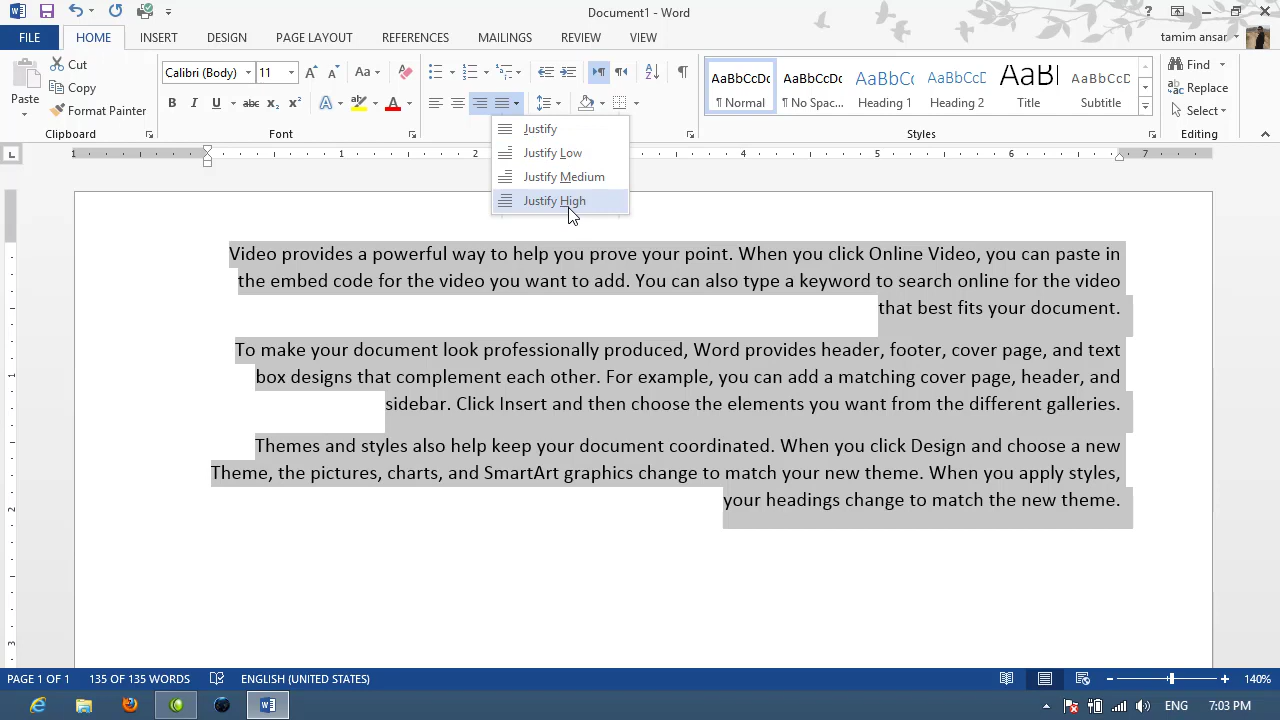 Document1 - Word
FILE HOME INSERT DESIGN PAGE LAYOUT REFERENCES MAILINGS REVIEW VIEW tamim ansar
Paste
Cut
Copy
Format Painter
Clipboard
Calibri (Body) 11
Font
Justify
Justify Low
Justify Medium
Justify High
AaBbCcDc AaBbCcDc AaBbCc AaBbCcD AaBl AaBbCcD
¶ Normal ¶ No Spac... Heading 1 Heading 2 Title Subtitle
Styles
Find
Replace
Select
Editing
1 1 2 5 6 7
Video provides a powerful way to help you prove your point. When you click Online Video, you can paste in
the embed code for the video you want to add. You can also type a keyword to search online for the video
that best fits your document.
To make your document look professionally produced, Word provides header, footer, cover page, and text
box designs that complement each other. For example, you can add a matching cover page, header, and
sidebar. Click Insert and then choose the elements you want from the different galleries.
Themes and styles also help keep your document coordinated. When you click Design and choose a new
Theme, the pictures, charts, and SmartArt graphics change to match your new theme. When you apply styles,
your headings change to match the new theme.
PAGE 1 OF 1 135 OF 135 WORDS ENGLISH (UNITED STATES) 140%
ENG 7:03 PM